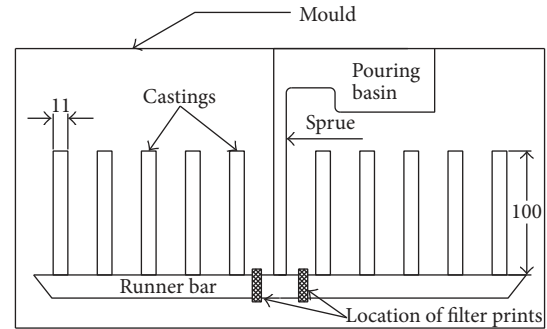 Mould
Pouring
basin
Castings
11
Sprue
100
Runner bar
Location of filter prints